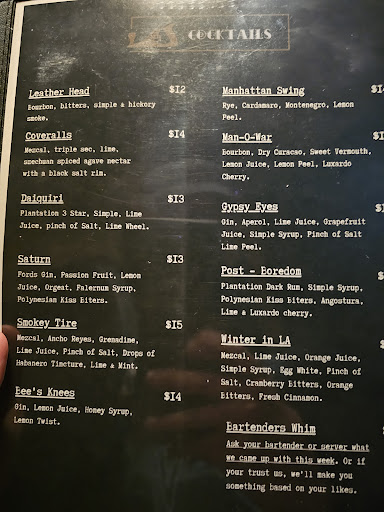 COCKTAILS
Leather Head $12
Bourbon, bitters, simple & hickory
smoke.
Coveralls $14
Mezcal, triple sec, lime,
szechuan spiced agave nectar
with a black salt rim.
Daiquiri $13
Plantation 3 Star, Simple, Lime
Juice, pinch of Salt, Lime Wheel.
Saturn $13
Fords Gin, Passion Fruit, Lemon
Juice, Orgeat, Falernum Syrup,
Polynesian Kiss Biters.
Smokey Tire $15
Mezcal, Ancho Reyes, Grenadine,
Lime Juice, Pinch of Salt, Drops of
Habanero Tincture, Lime & Mint.
Bee's Knees $14
Gin, Lemon Juice, Honey Syrup,
Lemon Twist.
Manhattan Swing
Rye, Cardamaro, Montenegro, Lemon
Peel.
Man-O-War
Bourbon, Dry Caracao, Sweet Vermouth,
Lemon Juice, Lemon Peel, Luxardo
Cherry.
Gypsy Eyes
Gin, Aperol, Lime Juice, Grapefruit
Juice, Simple Syrup, Pinch of Salt
Lime Peel.
Post - Boredom
Plantation Dark Rum, Simple Syrup,
Polynesian Kiss Biters, Angostura,
Lime & Luxardo cherry.
Winter in LA
Mezcal, Lime Juice, Orange Juice,
Simple Syrup, Egg White, Pinch of
Salt, Cranberry Bitters, Orange
Bitters, Fresh Cinnamon.
Bartenders Whim
Ask your bartender or server what
we came up with this week. Or if
your trust us, we'll make you
something based on your likes.